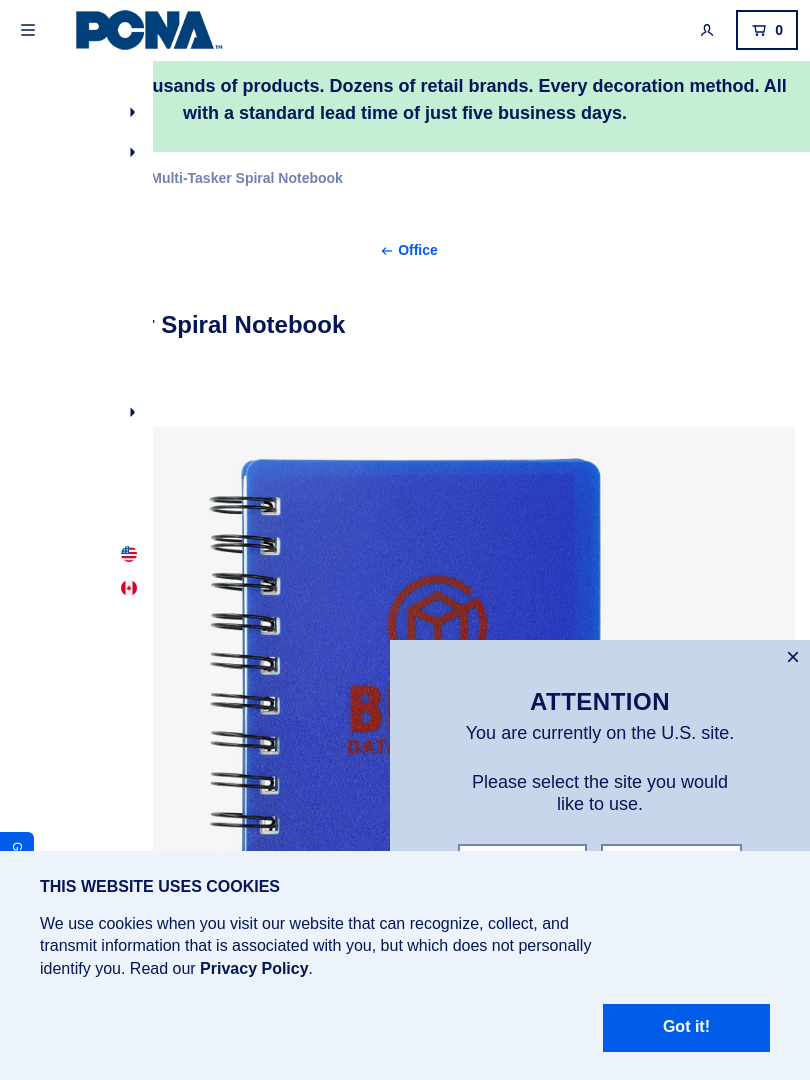 PCNA™
0
usands of products. Dozens of retail brands. Every decoration method. All
with a standard lead time of just five business days.
Multi-Tasker Spiral Notebook
Office
Spiral Notebook
ATTENTION
You are currently on the U.S. site.
Please select the site you would
like to use.
G
THIS WEBSITE USES COOKIES
We use cookies when you visit our website that can recognize, collect, and
transmit information that is associated with you, but which does not personally
identify you. Read our Privacy Policy.
Got it!